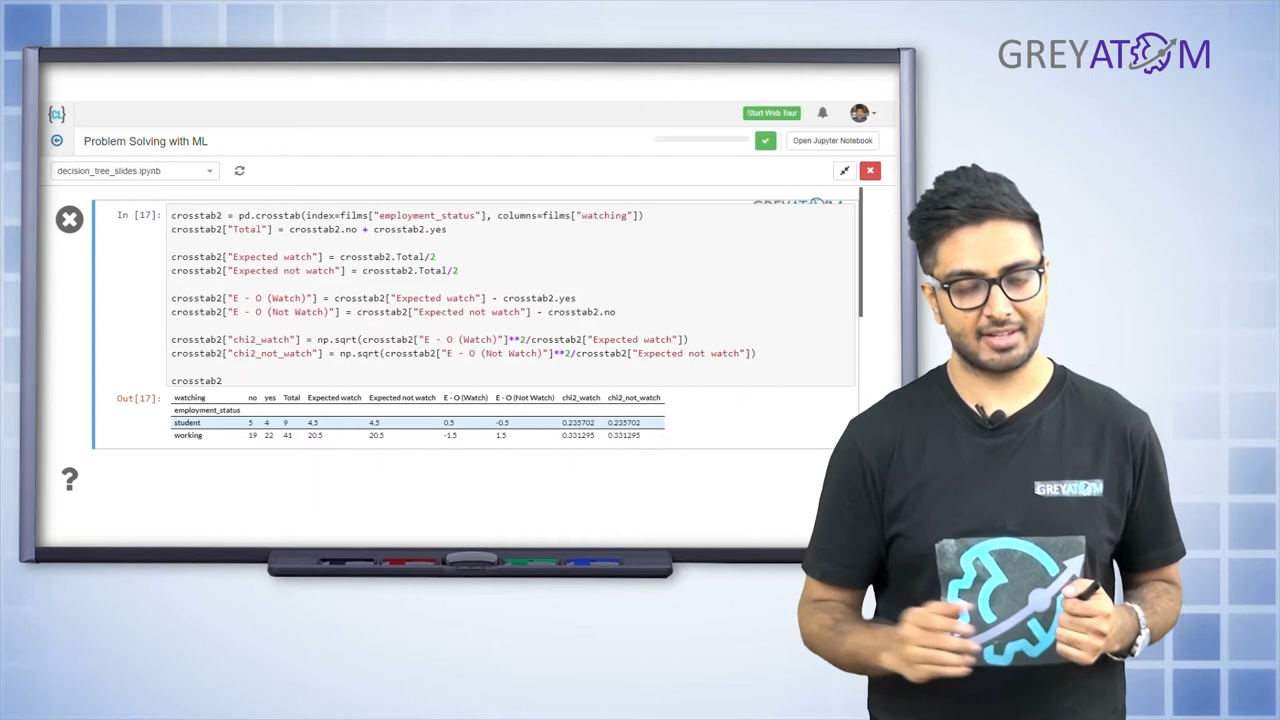 GREYATOM
{CL}
Start Web Tour
Problem Solving with ML
Open Jupyter Notebook
decision_tree_slides.ipynb
In [17]:
crosstab2 = pd.crosstab(index=films["employment_status"], columns=films["watching"])
crosstab2["Total"] = crosstab2.no + crosstab2.yes
crosstab2["Expected watch"] = crosstab2.Total/2
crosstab2["Expected not watch"] = crosstab2.Total/2
crosstab2["E - O (Watch)"] = crosstab2["Expected watch"] - crosstab2.yes
crosstab2["E - O (Not Watch)"] = crosstab2["Expected not watch"] - crosstab2.no
crosstab2["chi2_watch"] = np.sqrt(crosstab2["E - O (Watch)"]**2/crosstab2["Expected watch"])
crosstab2["chi2_not_watch"] = np.sqrt(crosstab2["E - O (Not Watch)"]**2/crosstab2["Expected not watch"])
crosstab2
Out[17]:
watching no yes Total Expected watch Expected not watch E - O (Watch) E - O (Not Watch) chi2_watch chi2_not_watch
employment_status
student 5 4 9 4.5 4.5 0.5 -0.5 0.235702 0.235702
working 19 22 41 20.5 20.5 -1.5 1.5 0.331295 0.331295
?
GREYATOM